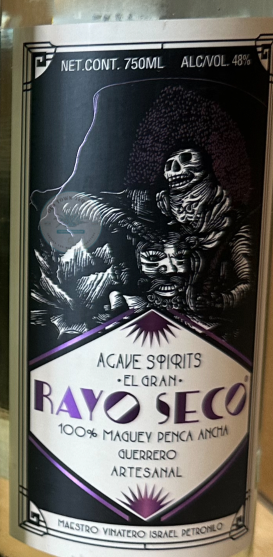 NET.CONT. 750ML ALC/VOL. 48%
AGAVE SPIRITS
•EL GRAN•
RAYO SECO
100% MAGUEY PENCA ANCHA
GUERRERO
ARTESANAL
MAESTRO VINATERO ISRAEL PETRONILO